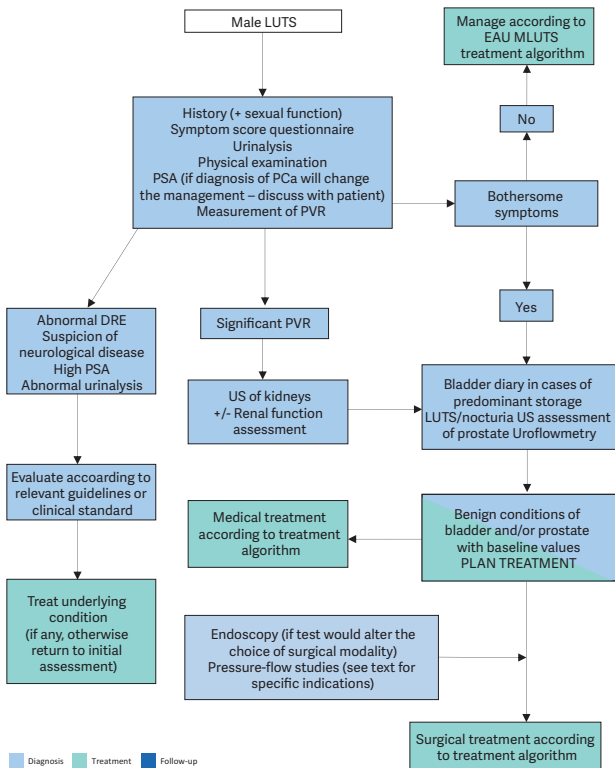 Male LUTS
Manage according to
EAU MLUTS
treatment algorithm
History (+ sexual function)
Symptom score questionnaire
Urinalysis
Physical examination
PSA (if diagnosis of PCa will change
the management – discuss with patient)
Measurement of PVR
No
Bothersome
symptoms
Yes
Abnormal DRE
Suspicion of
neurological disease
High PSA
Abnormal urinalysis
Significant PVR
US of kidneys
+/- Renal function
assessment
Bladder diary in cases of
predominant storage
LUTS/nocturia US assessment
of prostate Uroflowmetry
Evaluate accoarding to
relevant guidelines or
clinical standard
Medical treatment
according to treatment
algorithm
Benign conditions of
bladder and/or prostate
with baseline values
PLAN TREATMENT
Treat underlying
condition
(if any, otherwise
return to initial
assessment)
Endoscopy (if test would alter the
choice of surgical modality)
Pressure-flow studies (see text for
specific indications)
Surgical treatment according
to treatment algorithm
Diagnosis
Treatment
Follow-up